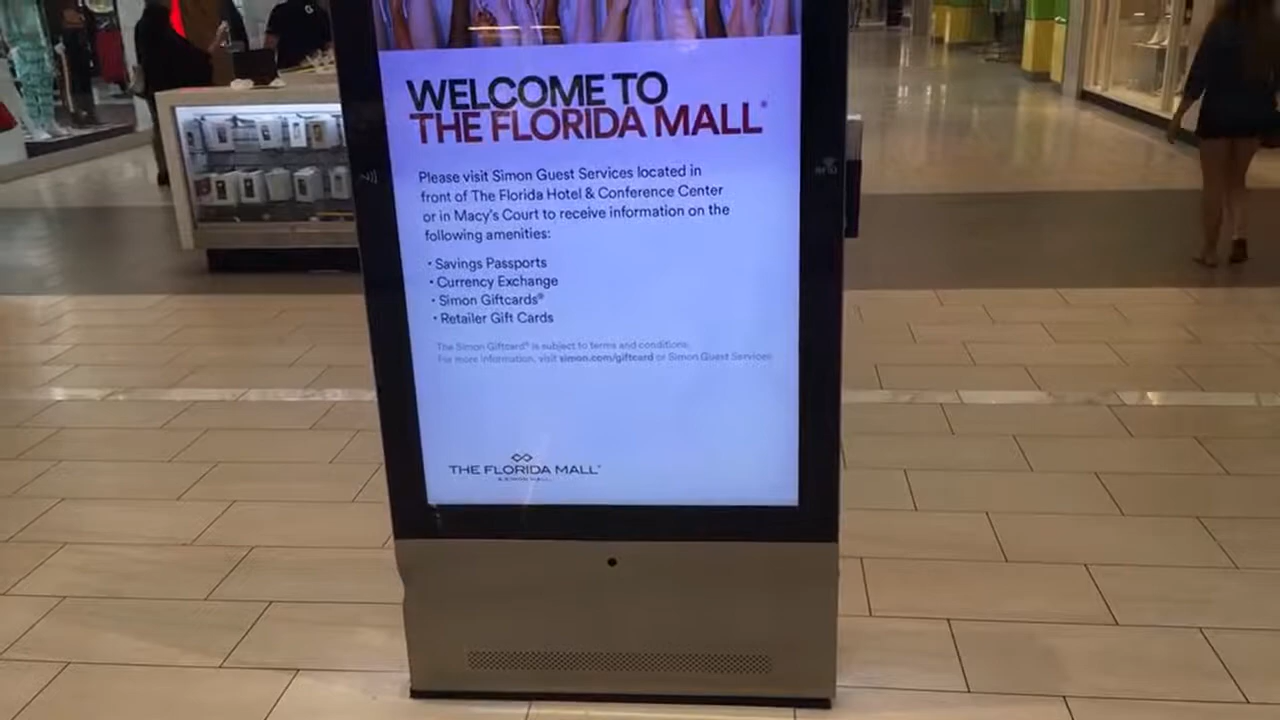 WELCOME TO
THE FLORIDA MALL®
Please visit Simon Guest Services located in
front of The Florida Hotel & Conference Center
or in Macy's Court to receive information on the
following amenities:
• Savings Passports
• Currency Exchange
• Simon Giftcards®
• Retailer Gift Cards
The Simon Giftcard® is subject to terms and conditions.
For more information, visit simon.com/giftcard or Simon Guest Services.
THE FLORIDA MALL®
A SIMON MALL